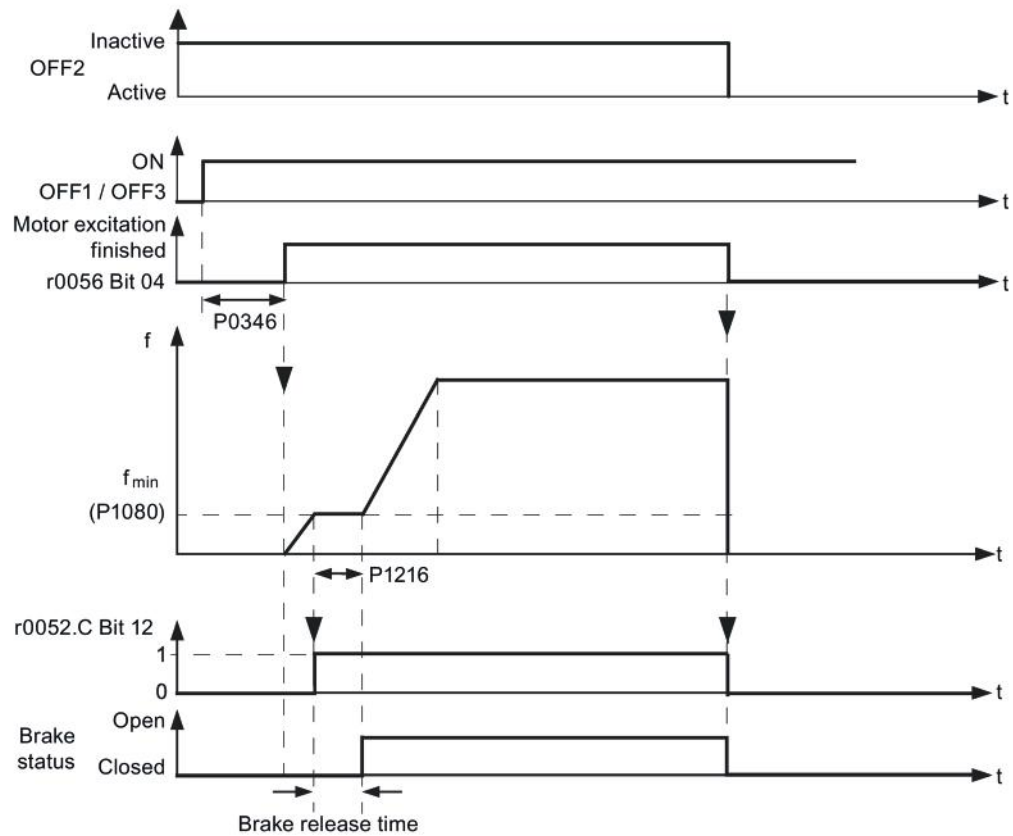 Inactive
OFF2
Active
t
ON
OFF1 / OFF3
t
Motor excitation
finished
r0056 Bit 04
t
P0346
f
fmin
(P1080)
t
P1216
r0052.C Bit 12
1
0
t
Open
Brake
status
Closed
t
Brake release time